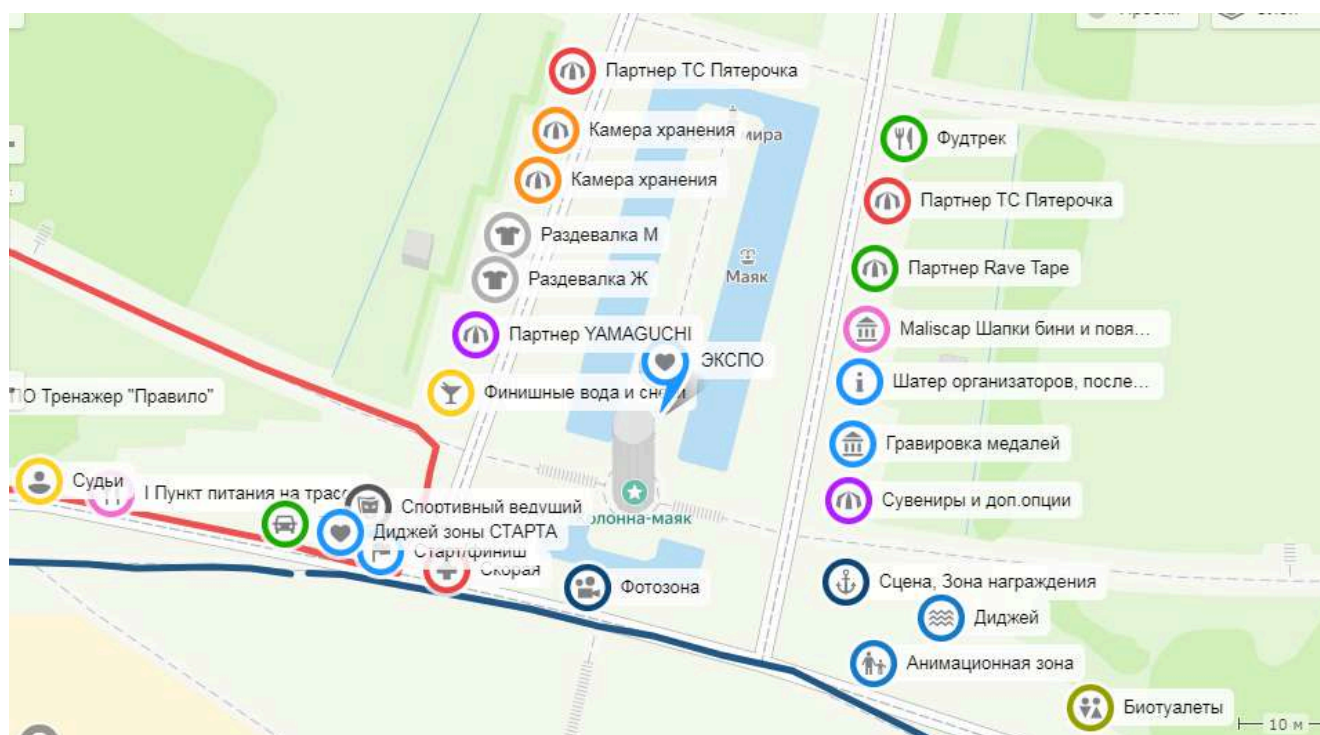 Партнер ТС Пятерочка
Камера хранения
мира
Фудтрек
Камера хранения
Партнер ТС Пятерочка
Раздевалка М
Маяк
Партнер Rave Tape
Раздевалка Ж
Maliscap Шапки бини и повя...
Партнер YAMAGUCHI
ЭКСПО
Шатер организаторов, после...
Финишные вода и сне
ПО Тренажер "Правило"
Гравировка медалей
Судьи
I Пункт питания на трасс
Спортивный ведущий
Сувениры и доп.опции
колонна-маяк
Диджей зоны СТАРТА
Старт/финиш
Скорая
Фотозона
Сцена, Зона награждения
Диджей
Анимационная зона
Биотуалеты
10 м